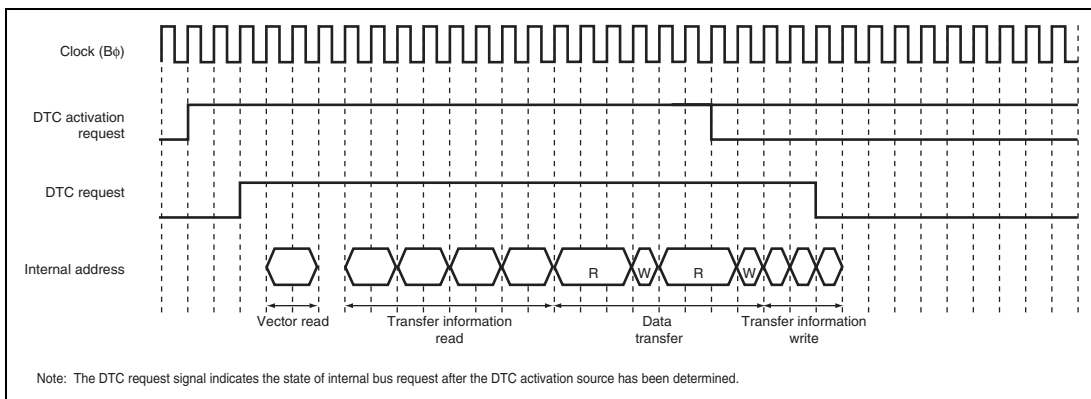 Clock (Bϕ)
DTC activation
request
DTC request
Internal address
R
W
R
W
Vector read
Transfer information
read
Data
transfer
Transfer information
write
Note: The DTC request signal indicates the state of internal bus request after the DTC activation source has been determined.